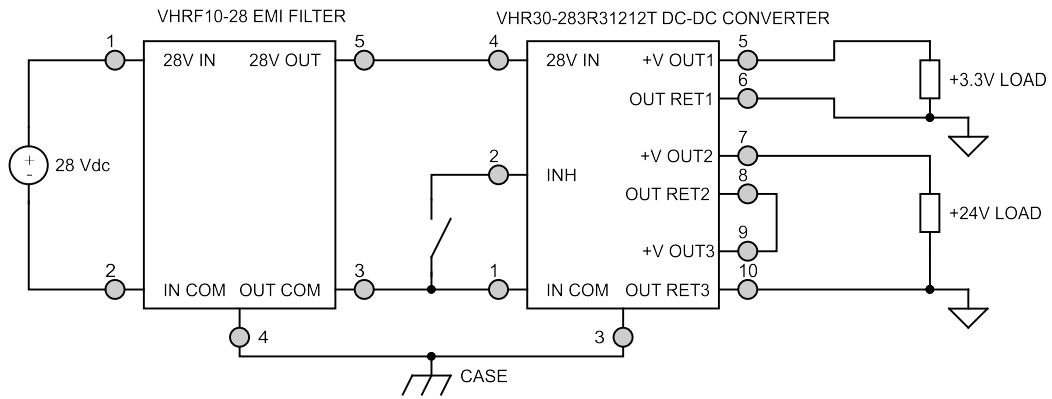 VHRF10-28 EMI FILTER
VHR30-283R31212T DC-DC CONVERTER
1
5
4
5
28V IN
28V OUT
28V IN
+V OUT1
6
OUT RET1
+3.3V LOAD
7
+V OUT2
2
INH
8
OUT RET2
+
-
28 Vdc
+24V LOAD
9
+V OUT3
2
3
1
10
IN COM
OUT COM
IN COM
OUT RET3
4
3
CASE